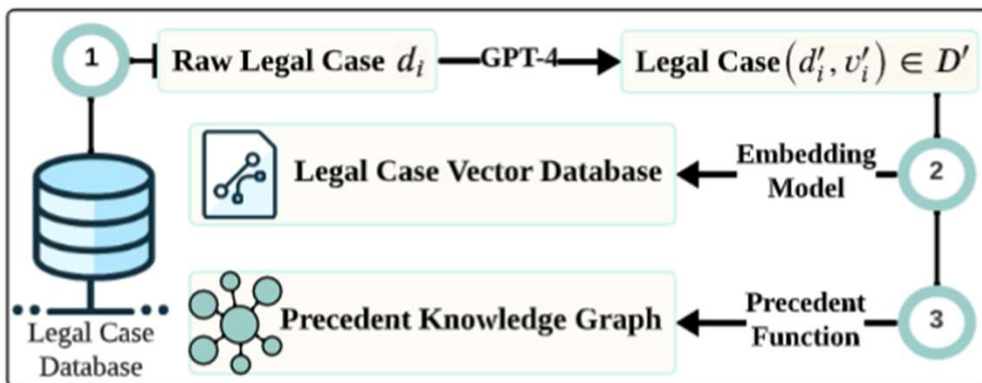 1
Raw Legal Case dᵢ
GPT-4
Legal Case(d′ᵢ, v′ᵢ) ∈ D′
Legal Case Vector Database
Embedding
Model
2
Precedent Knowledge Graph
Precedent
Function
3
Legal Case
Database